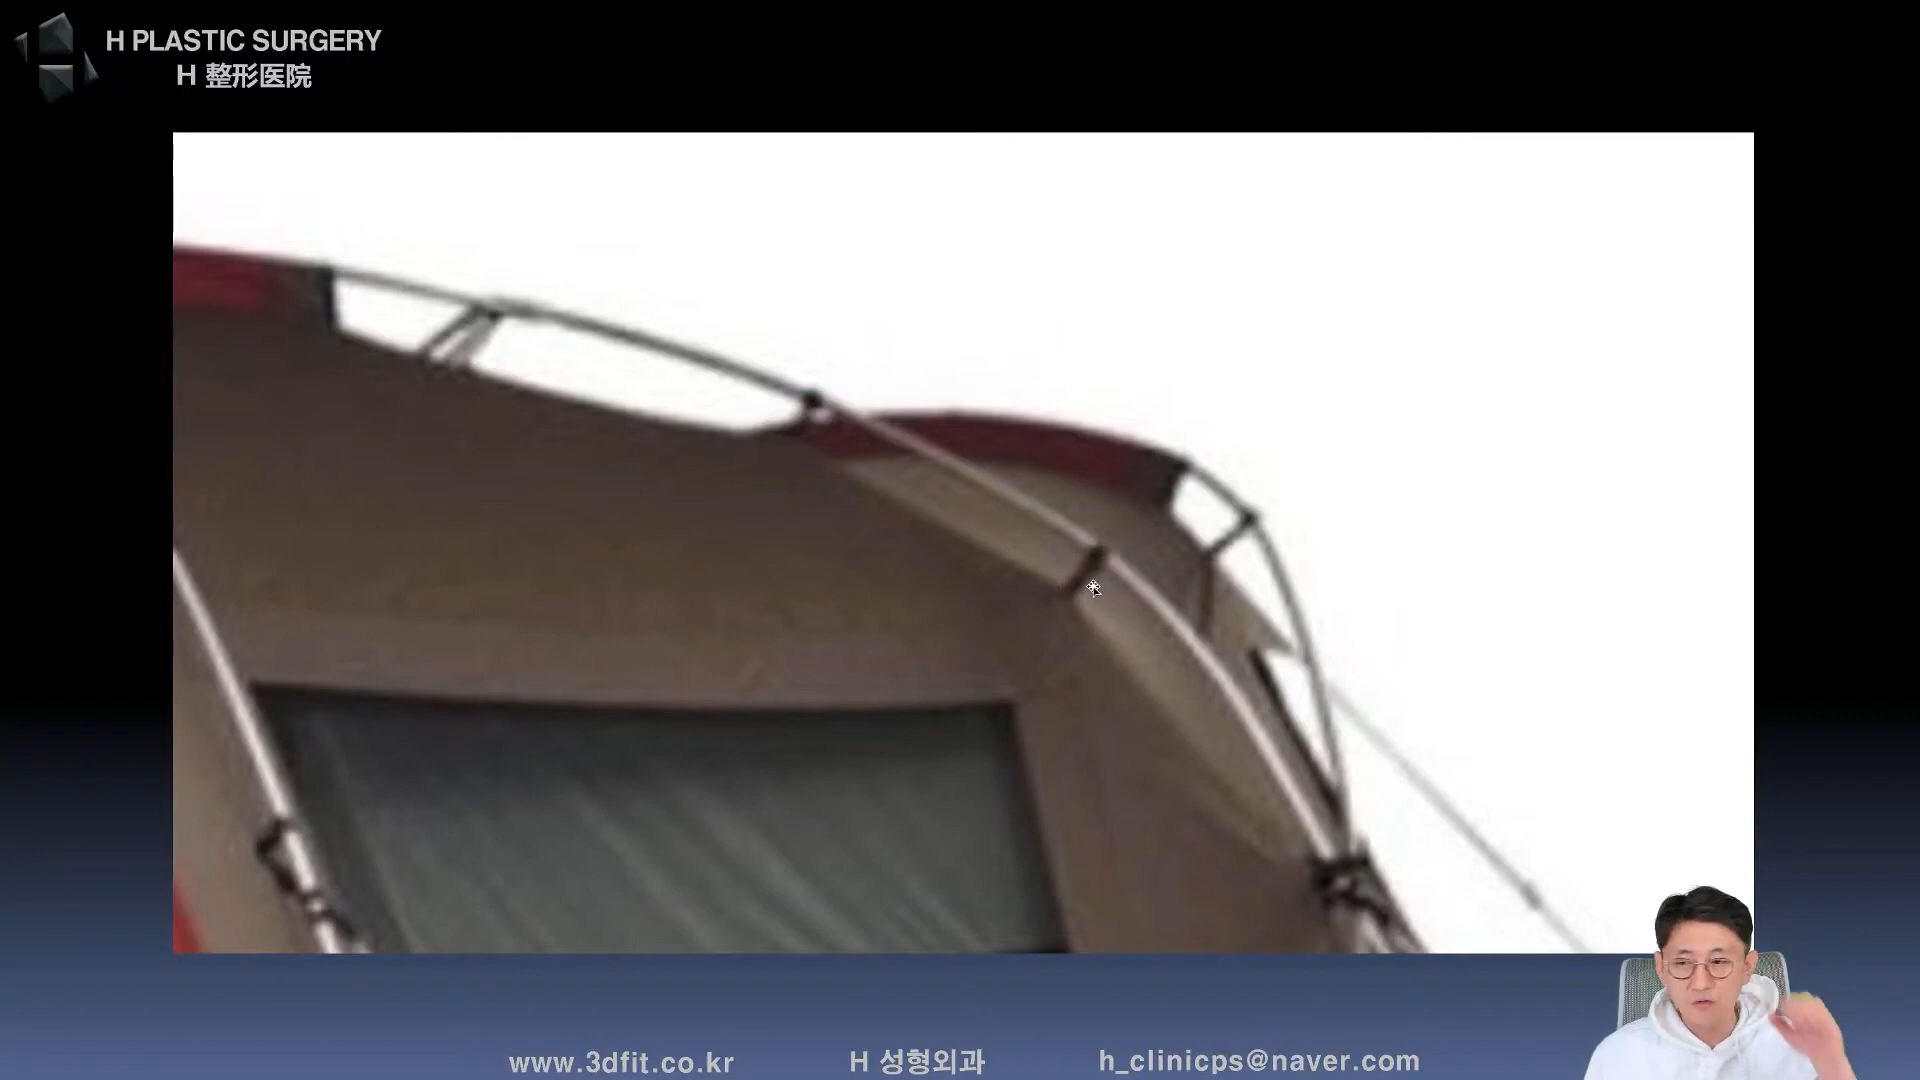 H PLASTIC SURGERY
H 整形医院
www.3dfit.co.kr
H 성형외과
h_clinicps@naver.com